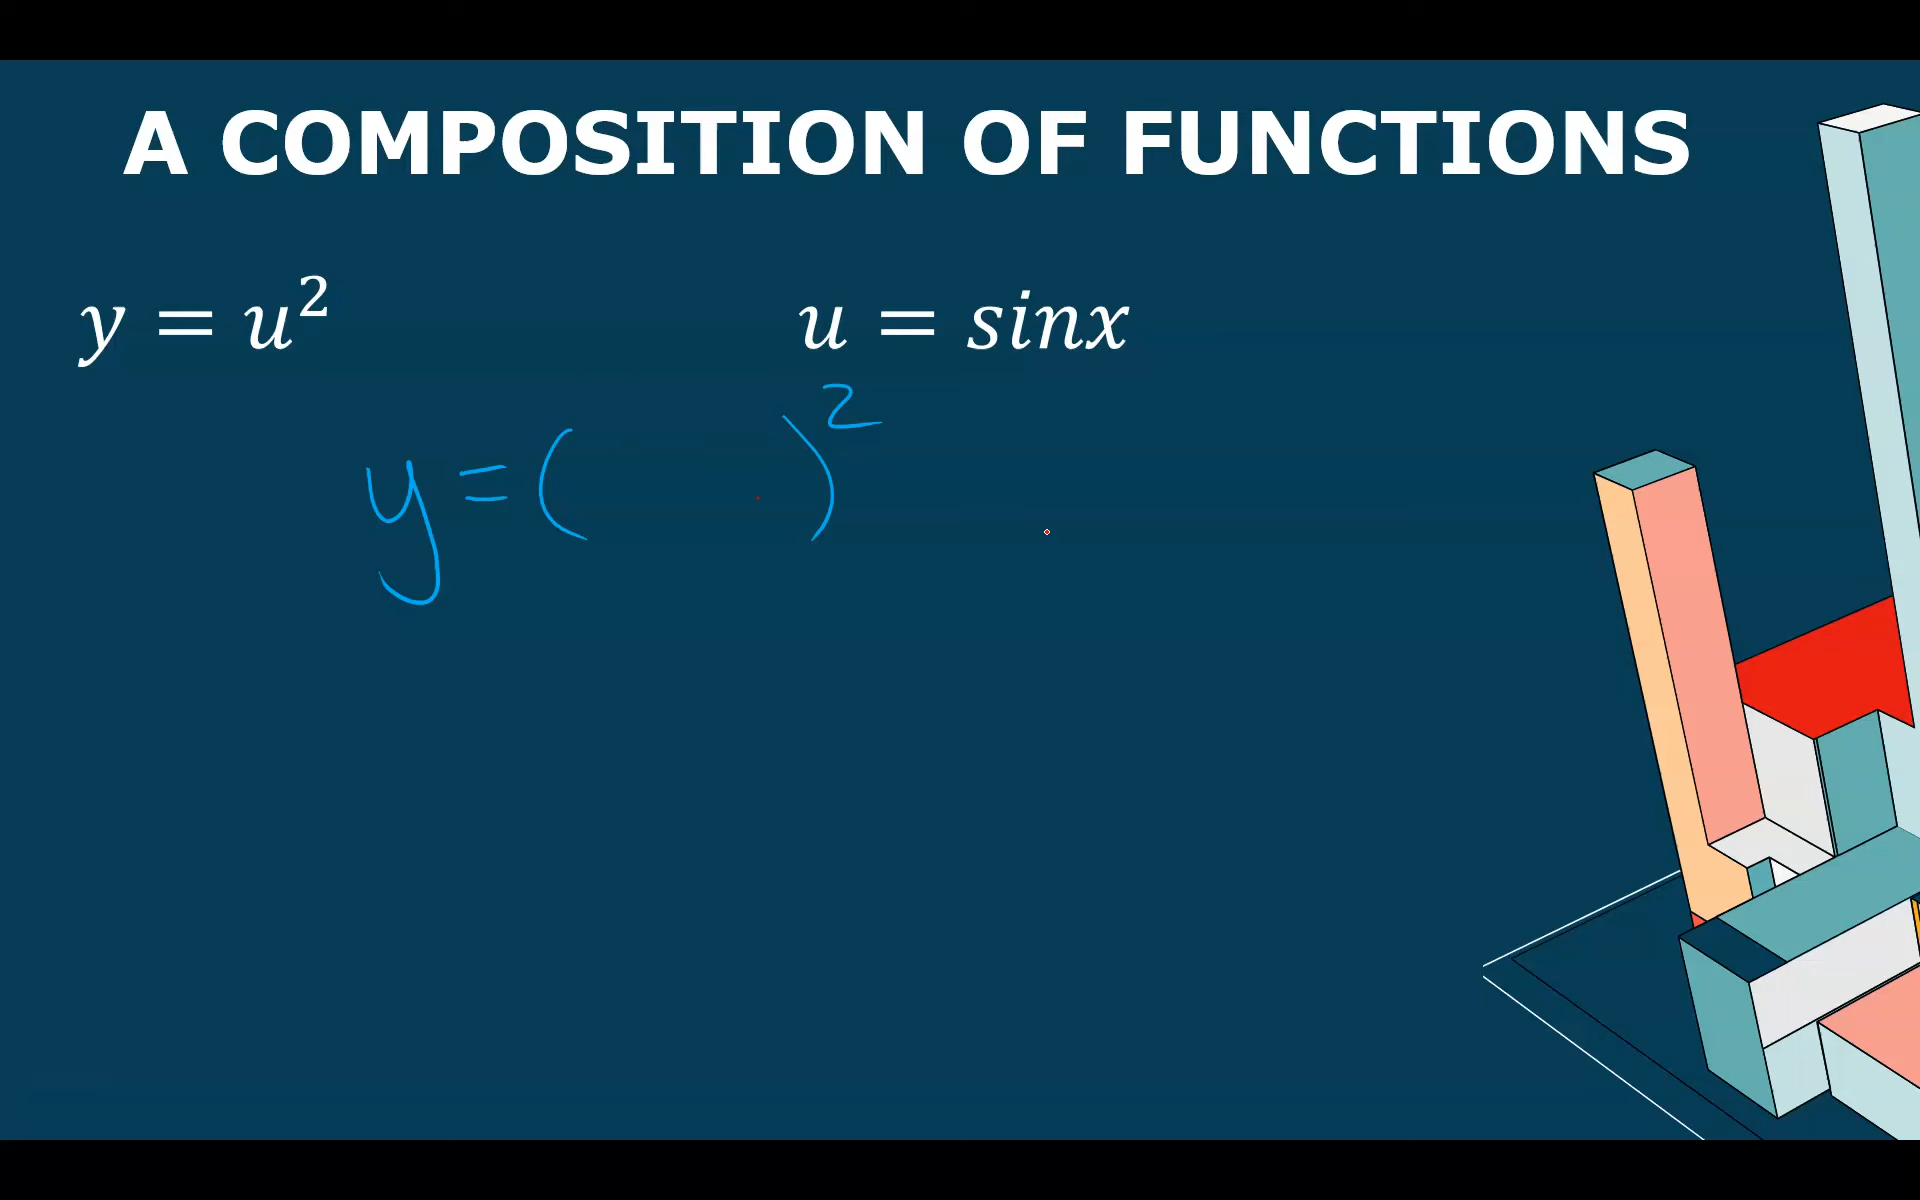 A COMPOSITION OF FUNCTIONS
y = u² u = sinx
y = ( )²